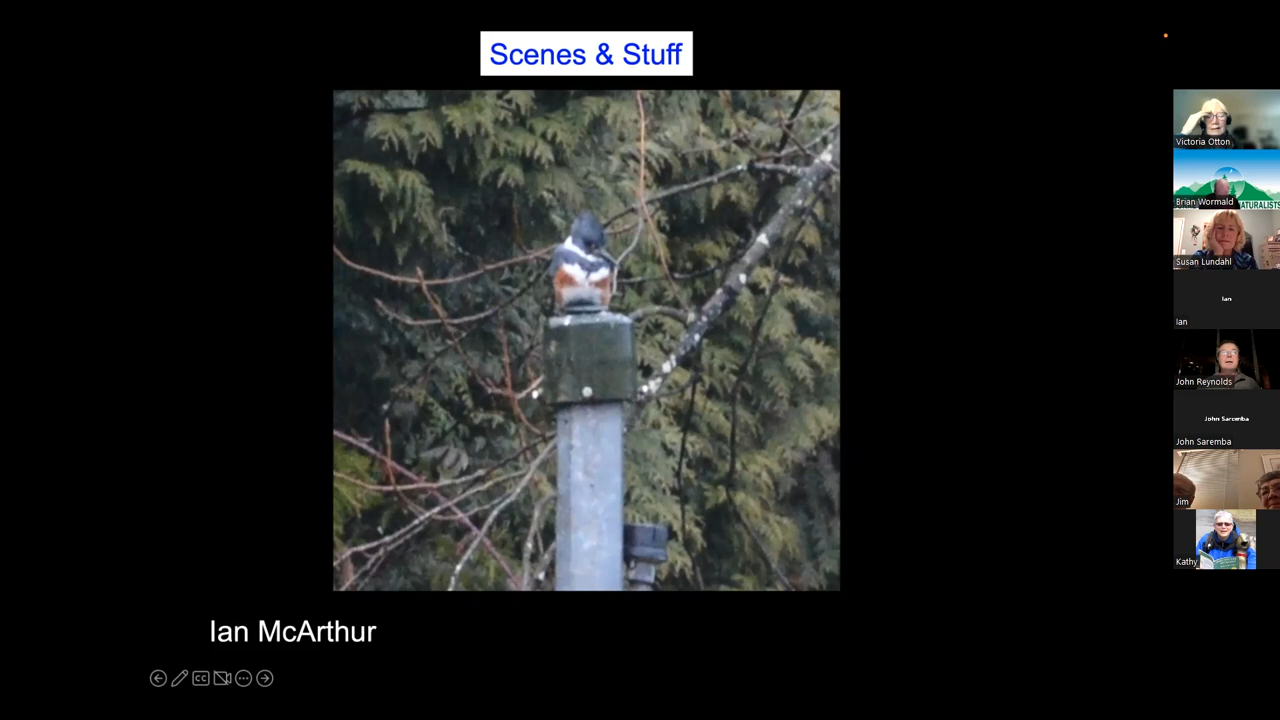 Scenes & Stuff
Ian McArthur
CC
Victoria Otton
Brian Wormald
ATURALISTS
Susan Lundahl
Ian
Ian
John Reynolds
John Saremba
John Saremba
Jim
Kathy